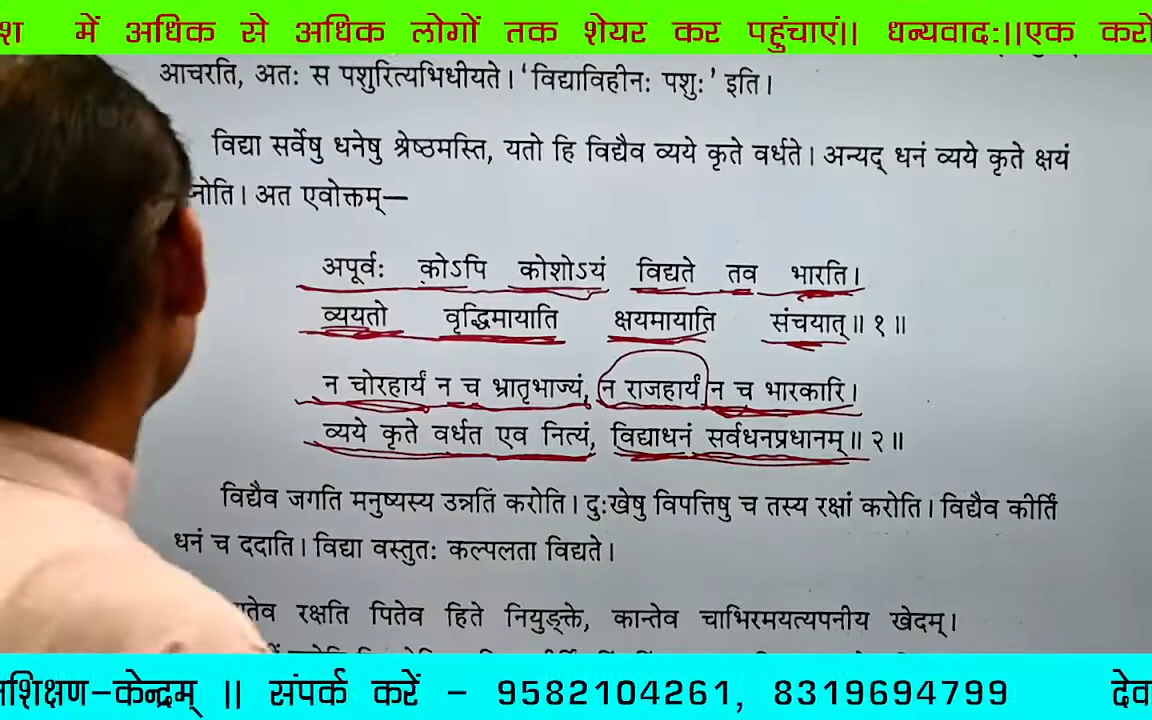 में अधिक से अधिक लोगों तक शेयर कर पहुंचाएं॥ धन्यवादः॥एक
आचरति, अतः स पशुरित्यभिधीयते। 'विद्याविहीनः पशुः' इति।
विद्या सर्वेषु धनेषु श्रेष्ठमस्ति, यतो हि विद्यैव व्यये कृते वर्धते। अन्यद् धनं व्यये कृते क्षयं
अत एवोक्तम्—
अपूर्वः कोऽपि कोशोऽयं विद्यते तव भारति।
व्ययतो वृद्धिमायाति क्षयमायाति संचयात्॥ १॥
न चोरहार्यं न च भ्रातृभाज्यं, न राजहार्यं न च भारकारि।
व्यये कृते वर्धत एव नित्यं, विद्याधनं सर्वधनप्रधानम्॥ २॥
विद्यैव जगति मनुष्यस्य उन्नतिं करोति। दुःखेषु विपत्तिषु च तस्य रक्षां करोति। विद्यैव कीर्तिं
धनं च ददाति। विद्या वस्तुतः कल्पलता विद्यते।
रक्षति पितेव हिते नियुङ्क्ते, कान्तेव चाभिरमयत्यपनीय खेदम्।
केन्द्रम् || संपर्क करें - 9582104261, 8319694799